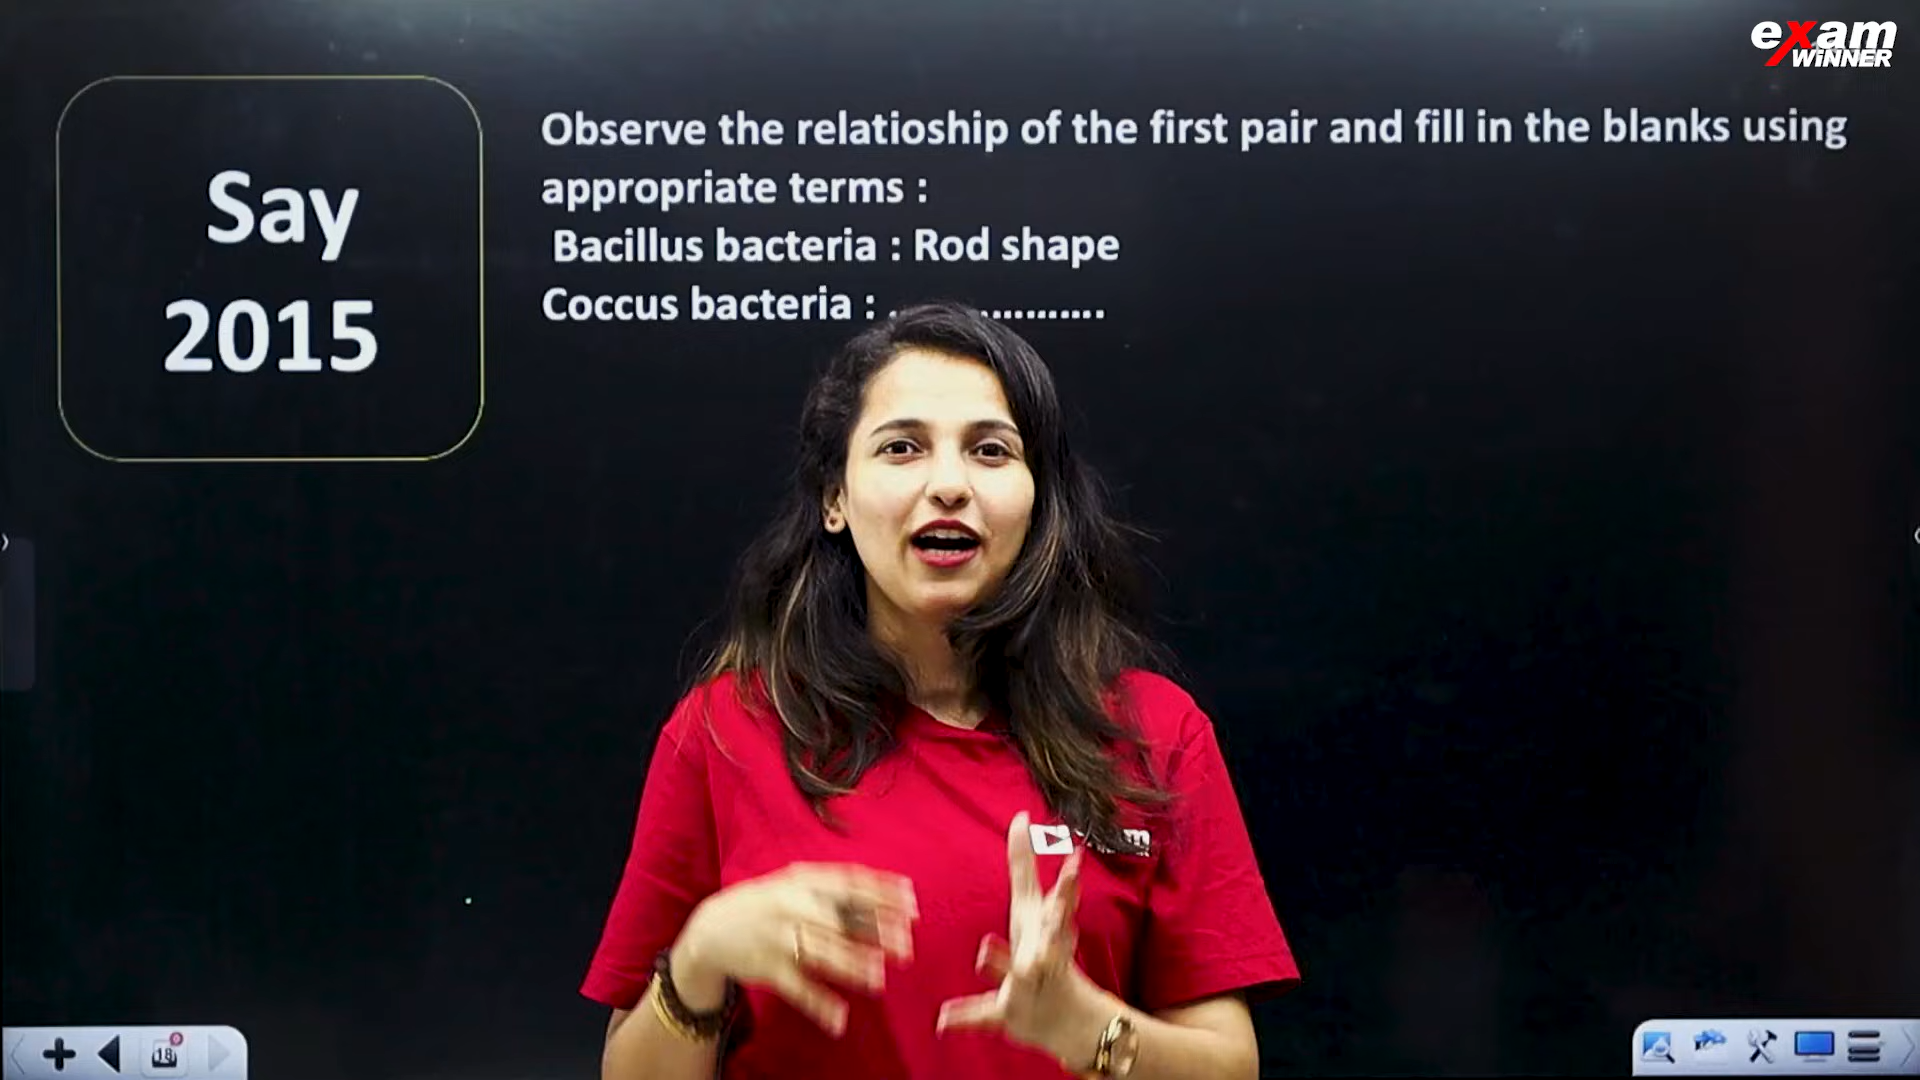 exam
WiNNER
Say
2015
Observe the relatioship of the first pair and fill in the blanks using
appropriate terms :
Bacillus bacteria : Rod shape
Coccus bacteria : ..................
18